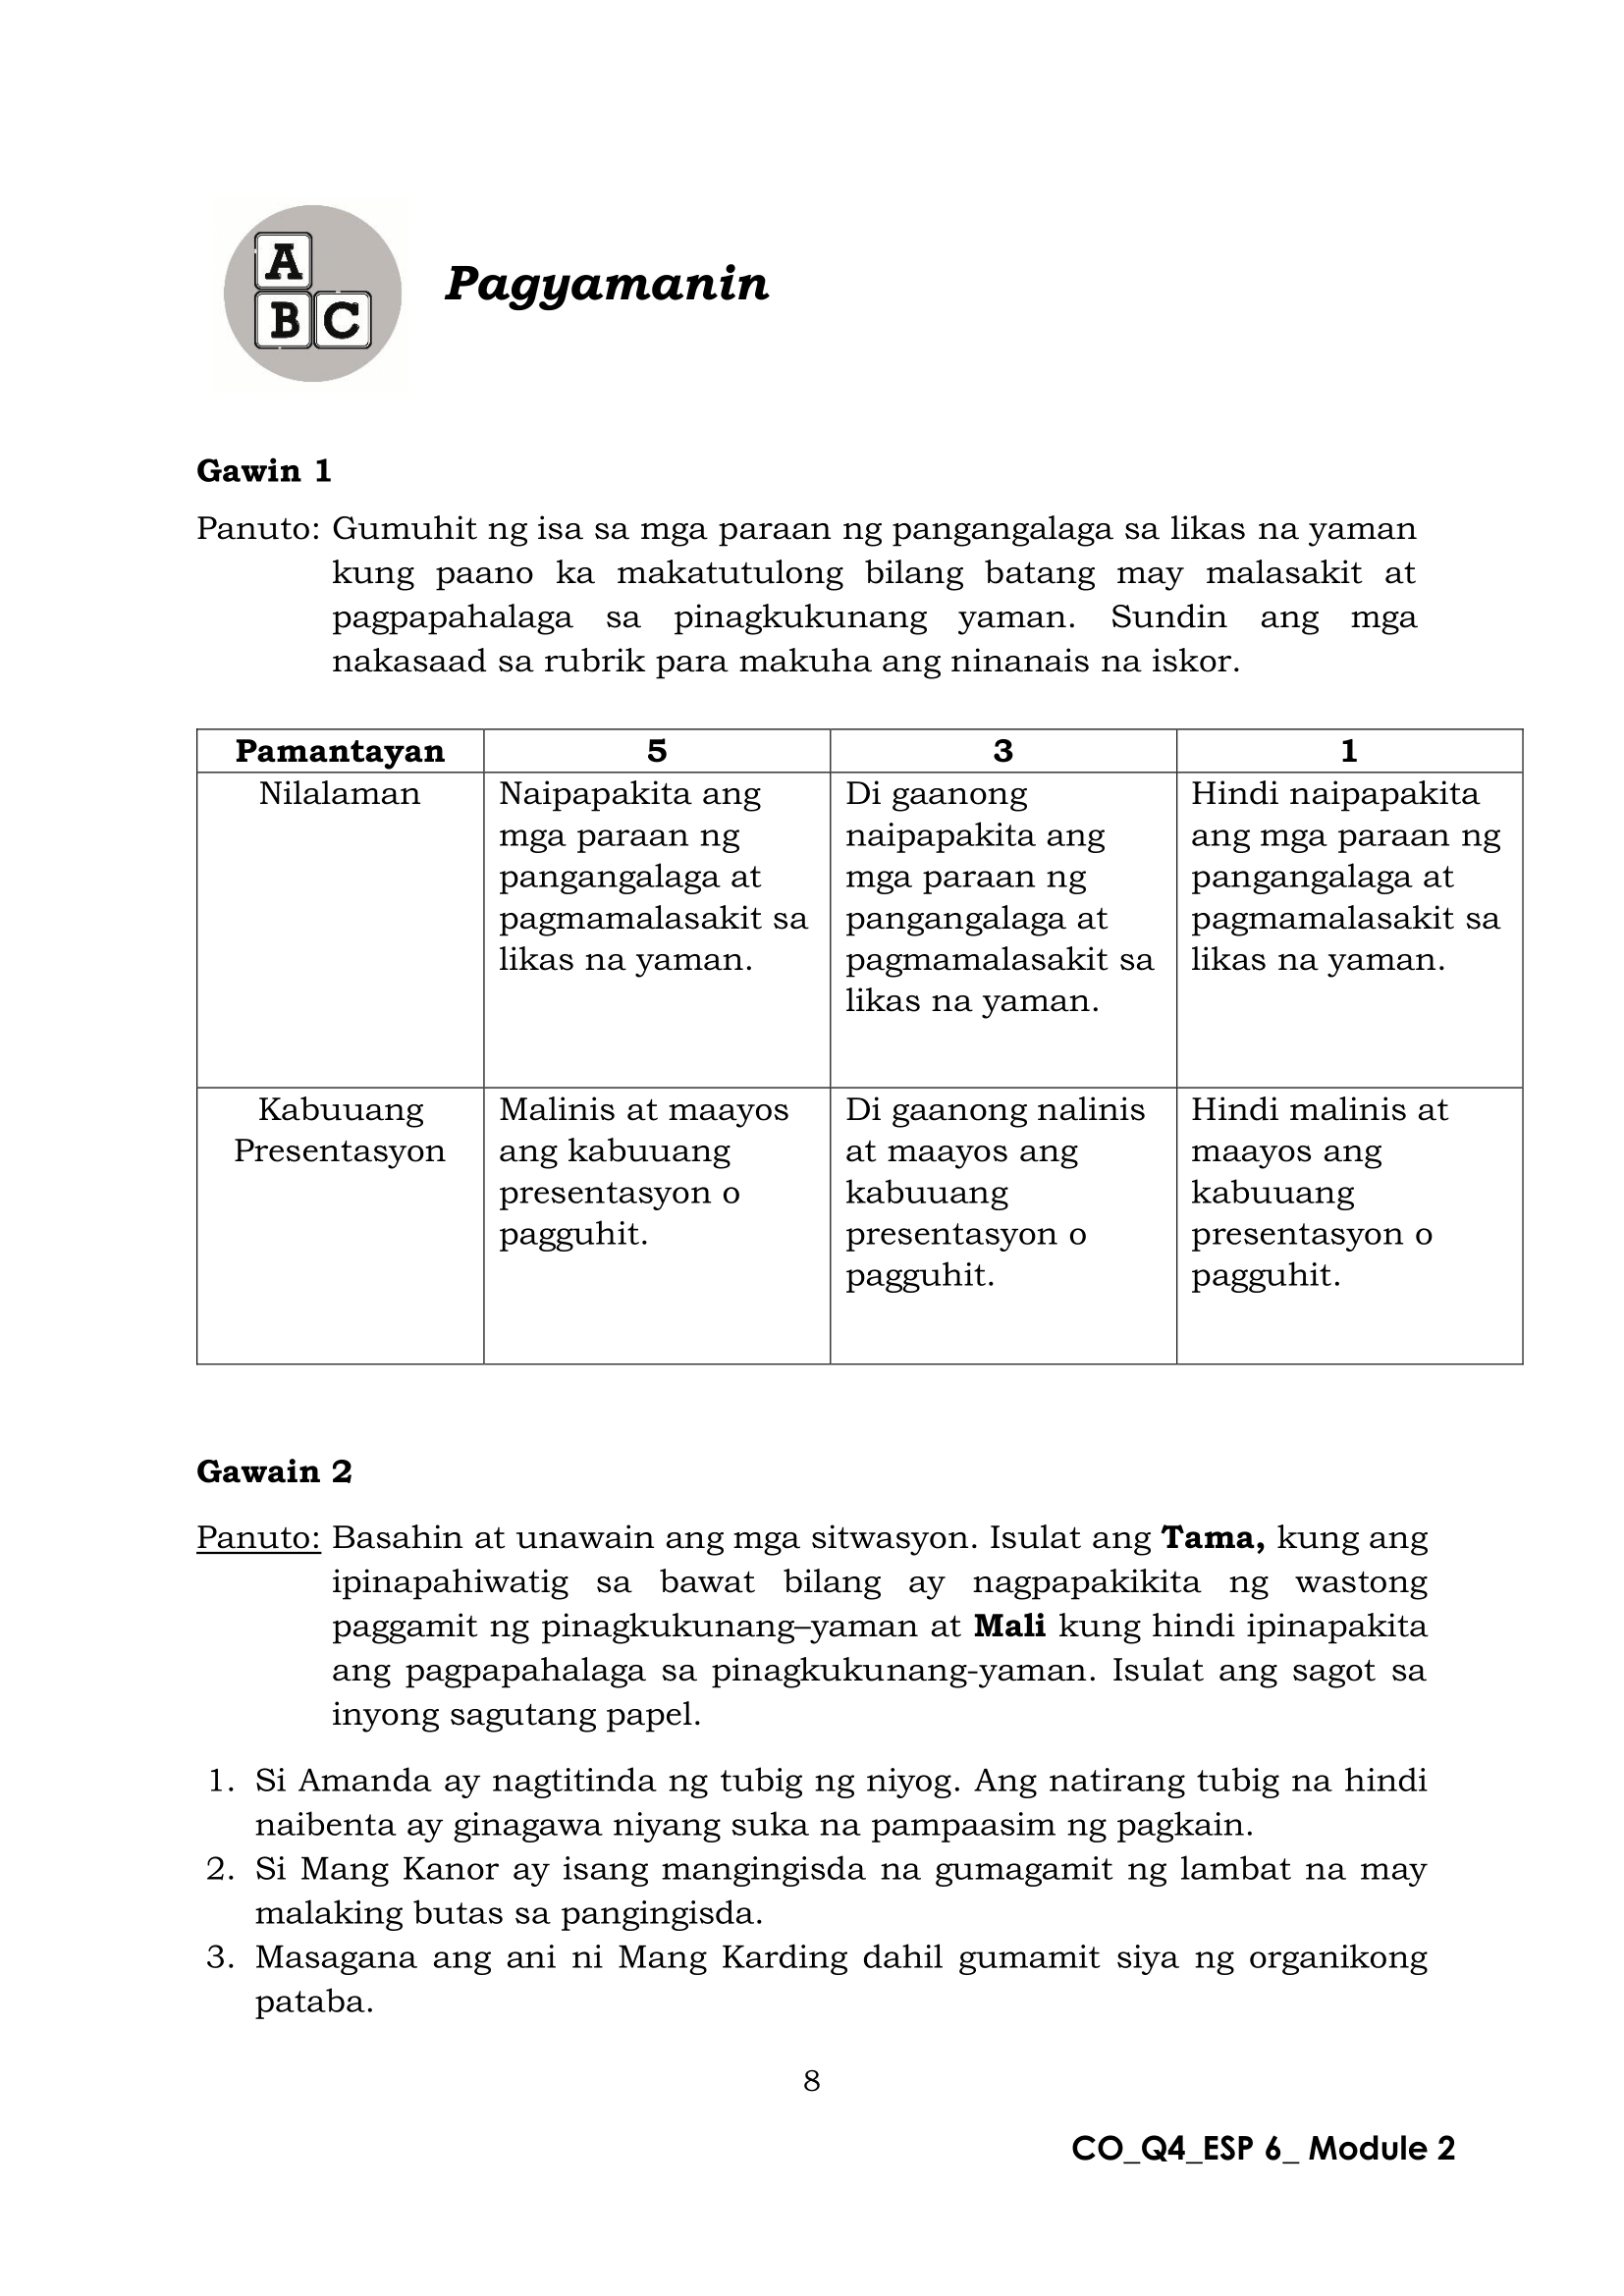 A
B C
Pagyamanin
Gawin 1
Panuto: Gumuhit ng isa sa mga paraan ng pangangalaga sa likas na yaman
kung paano ka makatutulong bilang batang may malasakit at
pagpapahalaga sa pinagkukunang yaman. Sundin ang mga
nakasaad sa rubrik para makuha ang ninanais na iskor.
Pamantayan 5 3 1
Nilalaman
Naipapakita ang
mga paraan ng
pangangalaga at
pagmamalasakit sa
likas na yaman.
Di gaanong
naipapakita ang
mga paraan ng
pangangalaga at
pagmamalasakit sa
likas na yaman.
Hindi naipapakita
ang mga paraan ng
pangangalaga at
pagmamalasakit sa
likas na yaman.
Kabuuang
Presentasyon
Malinis at maayos
ang kabuuang
presentasyon o
pagguhit.
Di gaanong nalinis
at maayos ang
kabuuang
presentasyon o
pagguhit.
Hindi malinis at
maayos ang
kabuuang
presentasyon o
pagguhit.
Gawain 2
Panuto: Basahin at unawain ang mga sitwasyon. Isulat ang Tama, kung ang
ipinapahiwatig sa bawat bilang ay nagpapakikita ng wastong
paggamit ng pinagkukunang–yaman at Mali kung hindi ipinapakita
ang pagpapahalaga sa pinagkukunang-yaman. Isulat ang sagot sa
inyong sagutang papel.
1. Si Amanda ay nagtitinda ng tubig ng niyog. Ang natirang tubig na hindi
naibenta ay ginagawa niyang suka na pampaasim ng pagkain.
2. Si Mang Kanor ay isang mangingisda na gumagamit ng lambat na may
malaking butas sa pangingisda.
3. Masagana ang ani ni Mang Karding dahil gumamit siya ng organikong
pataba.
8
CO_Q4_ESP 6_ Module 2